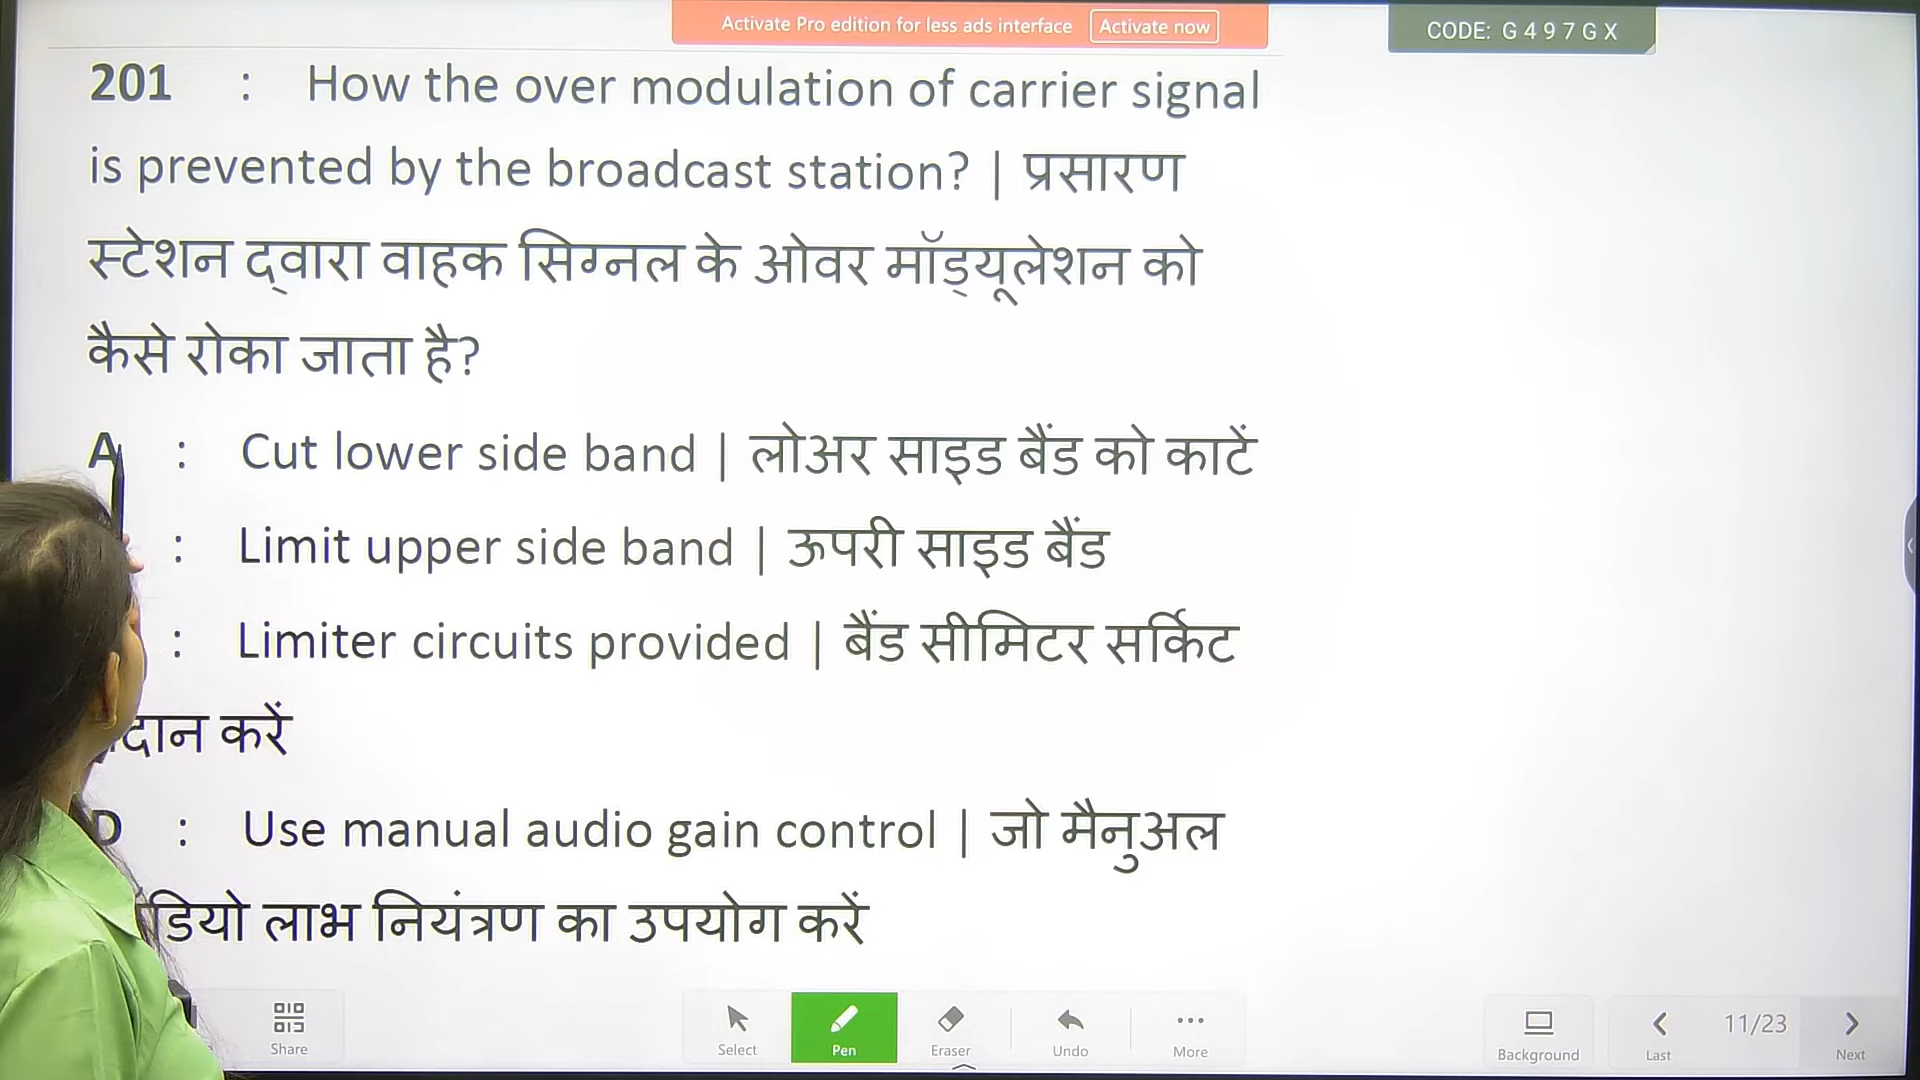 Activate Pro edition for less ads interface Activate now
CODE: G 4 9 7 G X
201 : How the over modulation of carrier signal
is prevented by the broadcast station? | प्रसारण
स्टेशन द्वारा वाहक सिग्नल के ओवर मॉड्यूलेशन को
कैसे रोका जाता है?
A : Cut lower side band | लोअर साइड बैंड को काटें
: Limit upper side band | ऊपरी साइड बैंड
: Limiter circuits provided | बैंड सीमिटर सर्किट
दान करें
D : Use manual audio gain control | जो मैनुअल
डियो लाभ नियंत्रण का उपयोग करें
Share Select Pen Eraser Undo More Background Last 11/23 Next